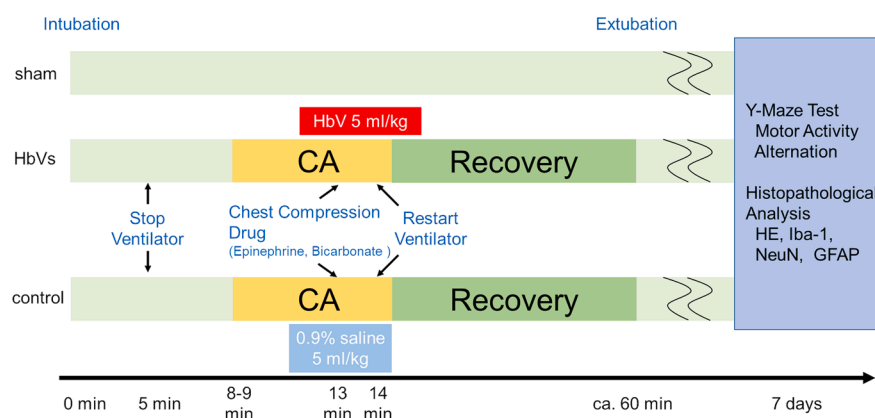 Intubation
Extubation
sham
HbV 5 ml/kg
HbVs
CA
Recovery
Stop
Ventilator
Chest Compression
Drug
(Epinephrine, Bicarbonate )
Restart
Ventilator
control
CA
Recovery
0.9% saline
5 ml/kg
Y-Maze Test
Motor Activity
Alternation
Histopathological
Analysis
HE, Iba-1,
NeuN, GFAP
0 min
5 min
8-9
min
13
min
14
min
ca. 60 min
7 days